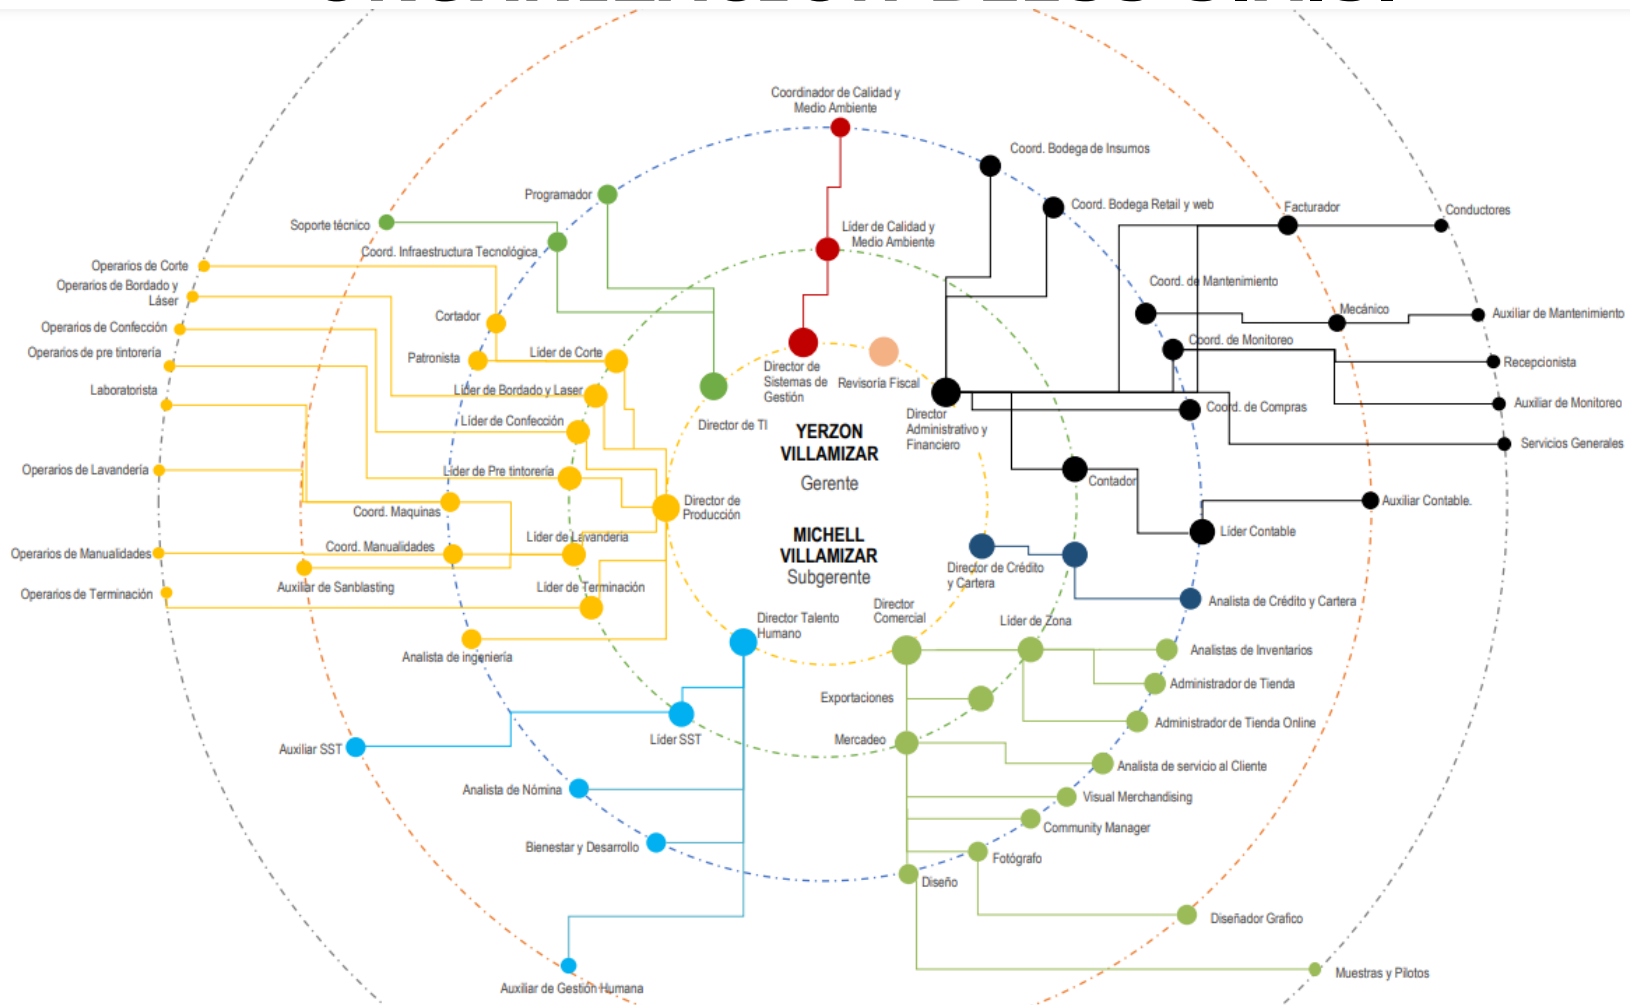 Coordinador de Calidad y
Medio Ambiente
Coord. Bodega de Insumos
Programador
Coord. Bodega Retail y web
Facturador
Conductores
Soporte técnico
Líder de Calidad y
Medio Ambiente
Coord. Infraestructura Tecnológica
Operarios de Corte
Operarios de Bordado y
Láser
Coord. de Mantenimiento
Cortador
Mecánico
Auxiliar de Mantenimiento
Operarios de Confección
Coord. de Monitoreo
Operarios de pre tintorería
Patronista
Líder de Corte
Recepcionista
Director de
Sistemas de
Gestión
Revisoría Fiscal
Laboratorista
Líder de Bordado y Laser
Auxiliar de Monitoreo
Coord. de Compras
Director
Administrativo y
Financiero
Líder de Confección
Director de TI
YERZON
VILLAMIZAR
Gerente
Servicios Generales
Operarios de Lavandería
Líder de Pre tintorería
Contador
Director de
Producción
Auxiliar Contable.
Coord. Maquinas
MICHELL
VILLAMIZAR
Subgerente
Líder Contable
Líder de Lavandería
Operarios de Manualidades
Coord. Manualidades
Director de Crédito
y Cartera
Auxiliar de Sanblasting
Líder de Terminación
Operarios de Terminación
Analista de Crédito y Cartera
Director Talento
Humano
Director
Comercial
Líder de Zona
Analista de ingeniería
Analistas de Inventarios
Administrador de Tienda
Exportaciones
Administrador de Tienda Online
Líder SST
Mercadeo
Auxiliar SST
Analista de servicio al Cliente
Analista de Nómina
Visual Merchandising
Community Manager
Bienestar y Desarrollo
Fotógrafo
Diseño
Diseñador Grafico
Muestras y Pilotos
Auxiliar de Gestión Humana